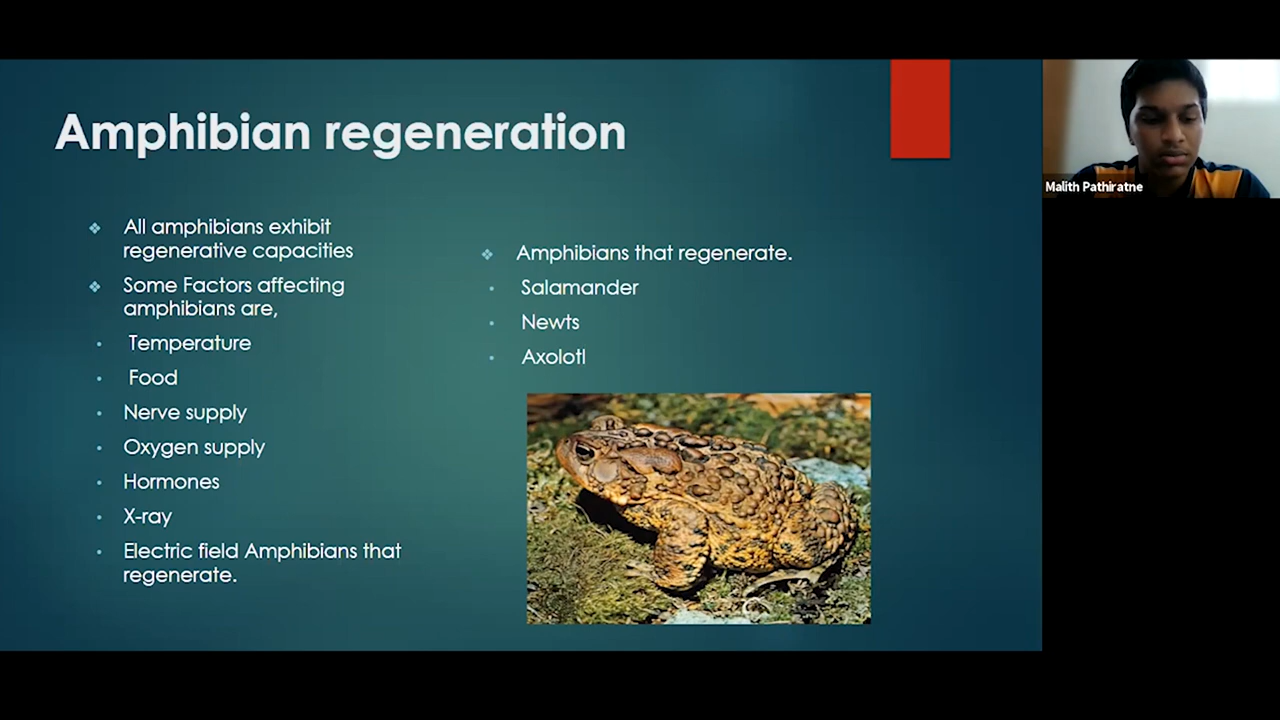 Amphibian regeneration
All amphibians exhibit
regenerative capacities
Some Factors affecting
amphibians are,
Temperature
Food
Nerve supply
Oxygen supply
Hormones
X-ray
Electric field Amphibians that
regenerate.
Amphibians that regenerate.
Salamander
Newts
Axolotl
Malith Pathiratne